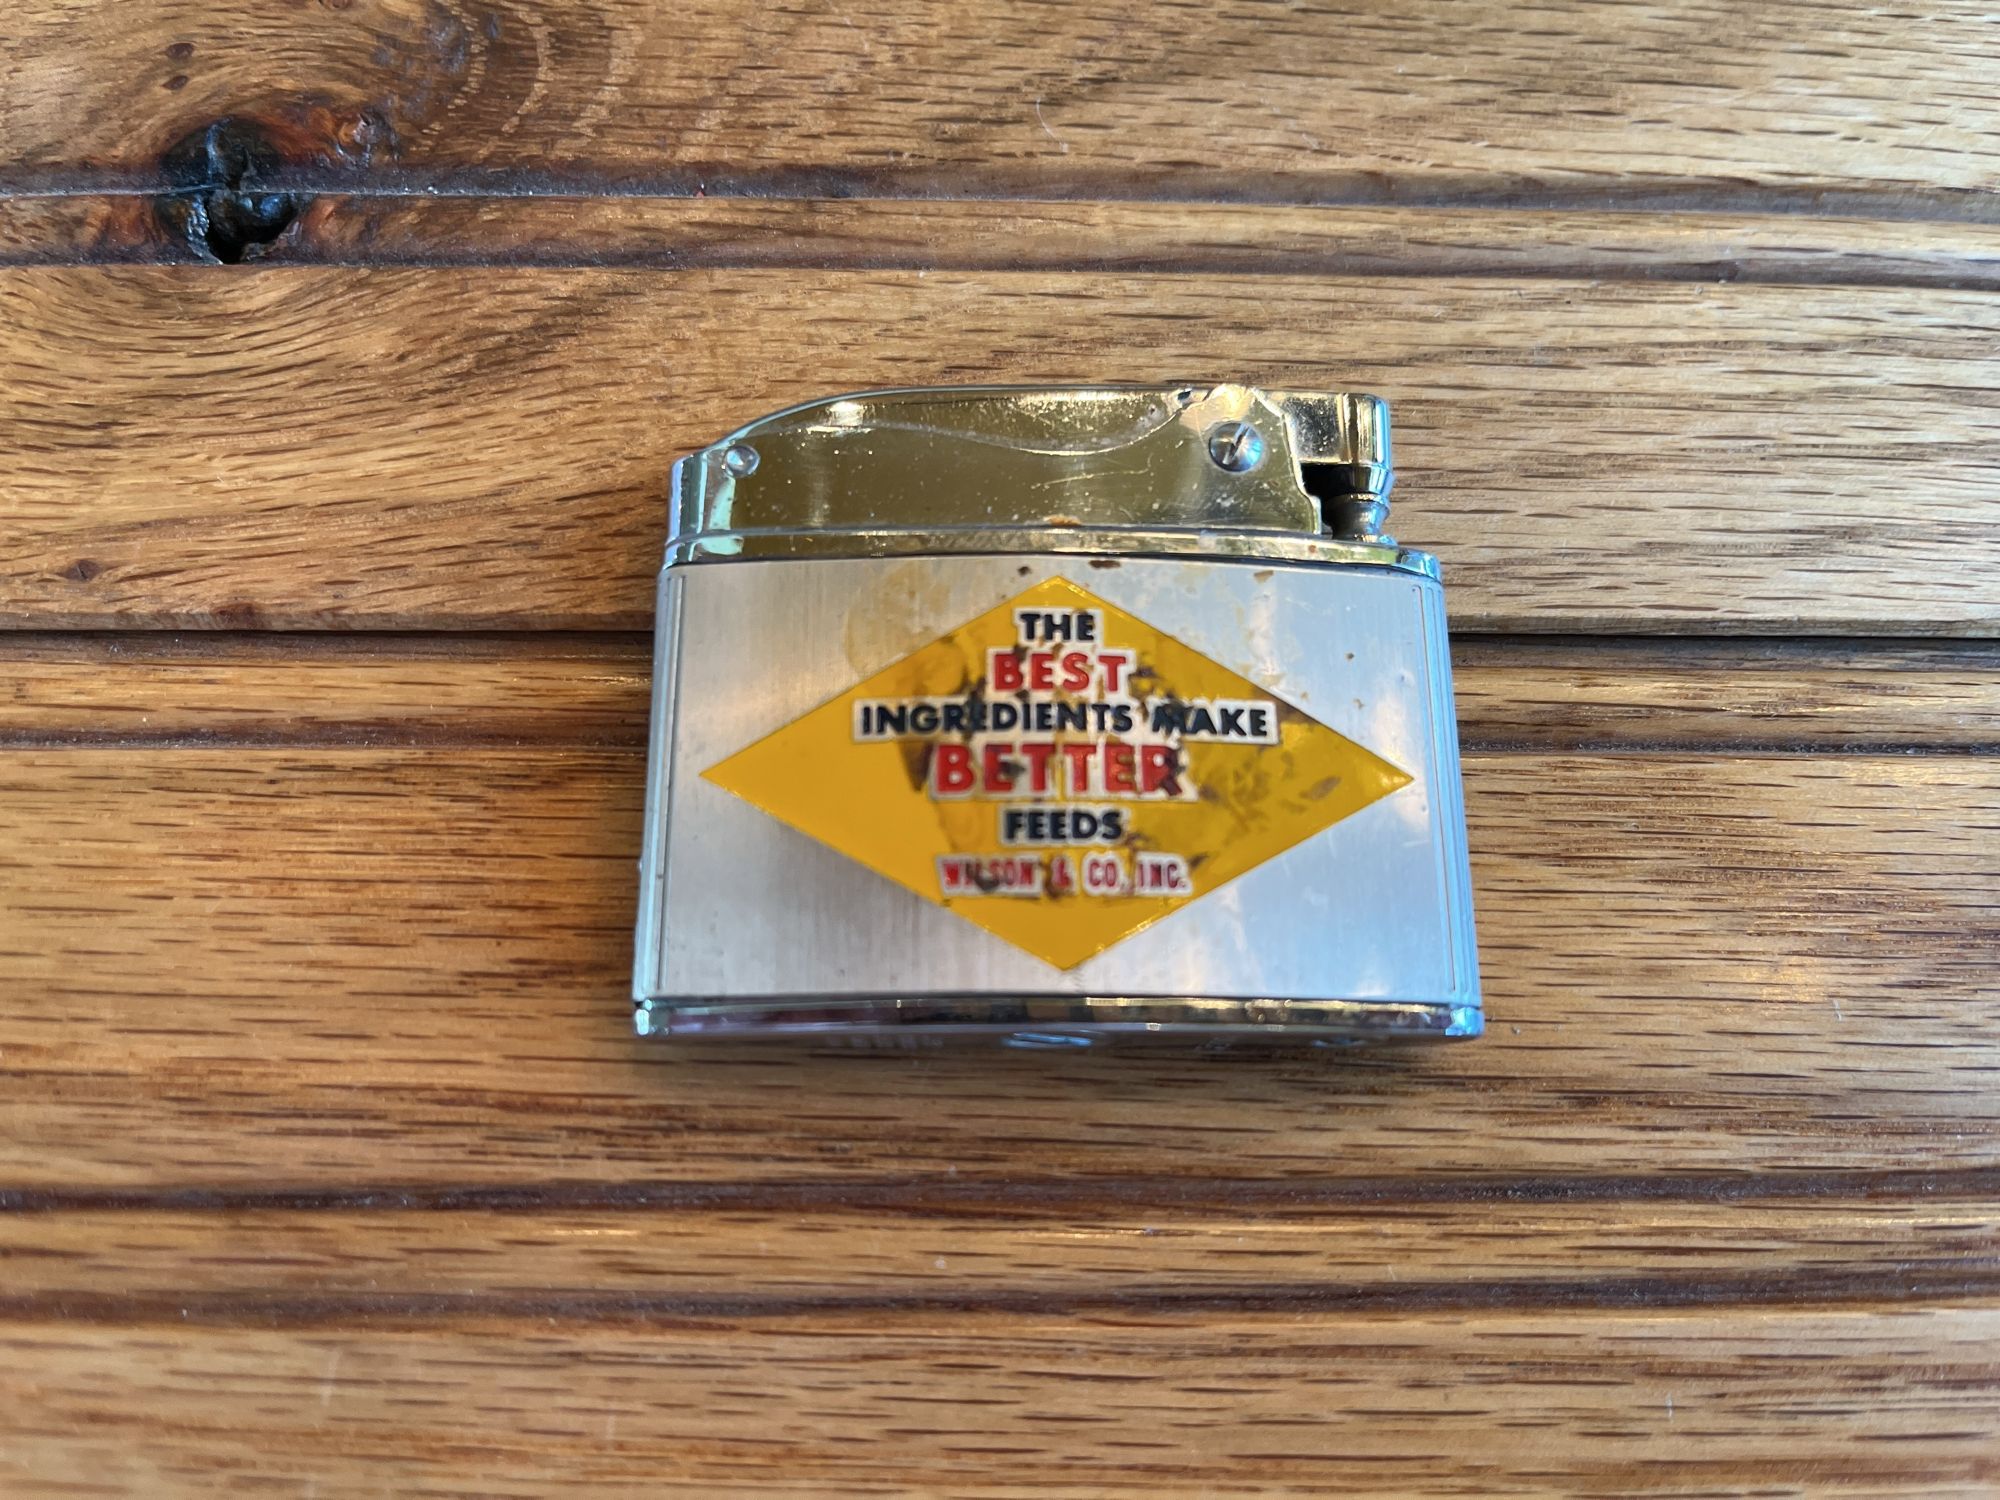 THE
BEST
INGREDIENTS MAKE
BETTER
FEEDS
WILSON & CO., INC.